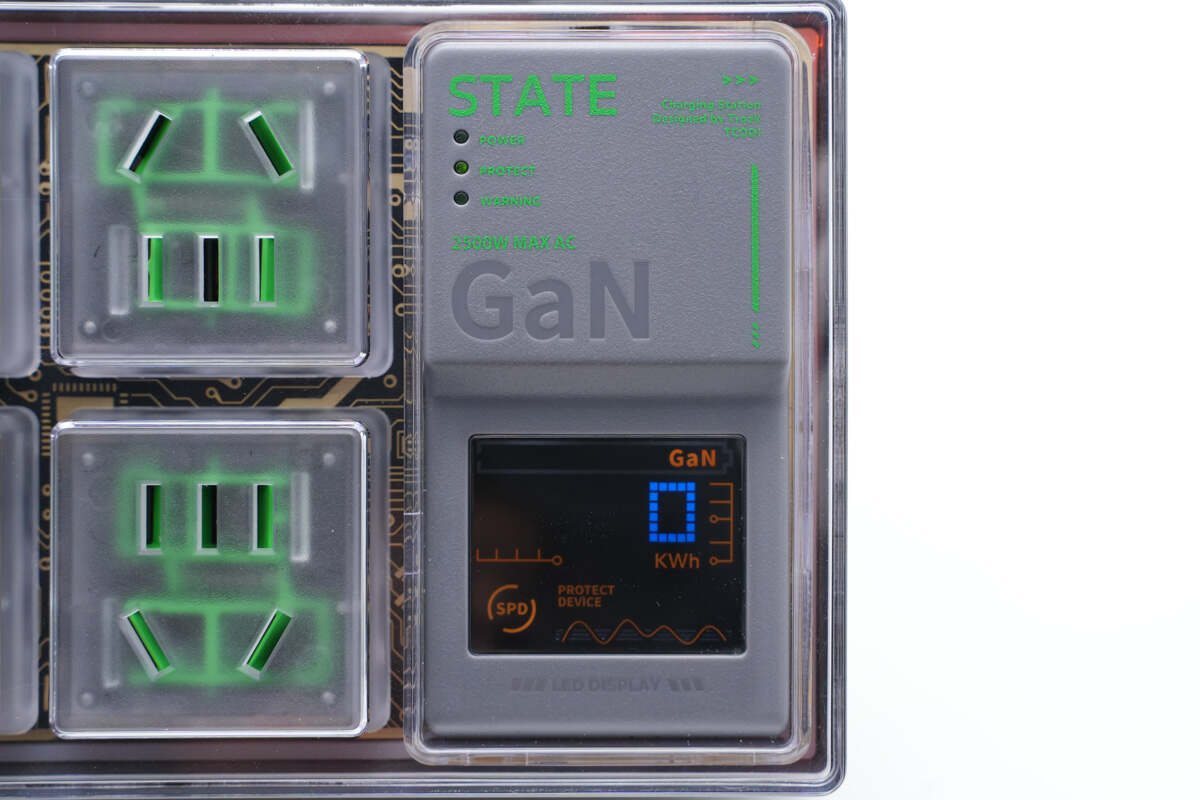 STATE
>>>
Charging Station
Designed by
POWER
PROTECT
WARNING
2500W MAX AC
GaN
GaN
0
KWh
SPD
PROTECT
DEVICE
LED DISPLAY